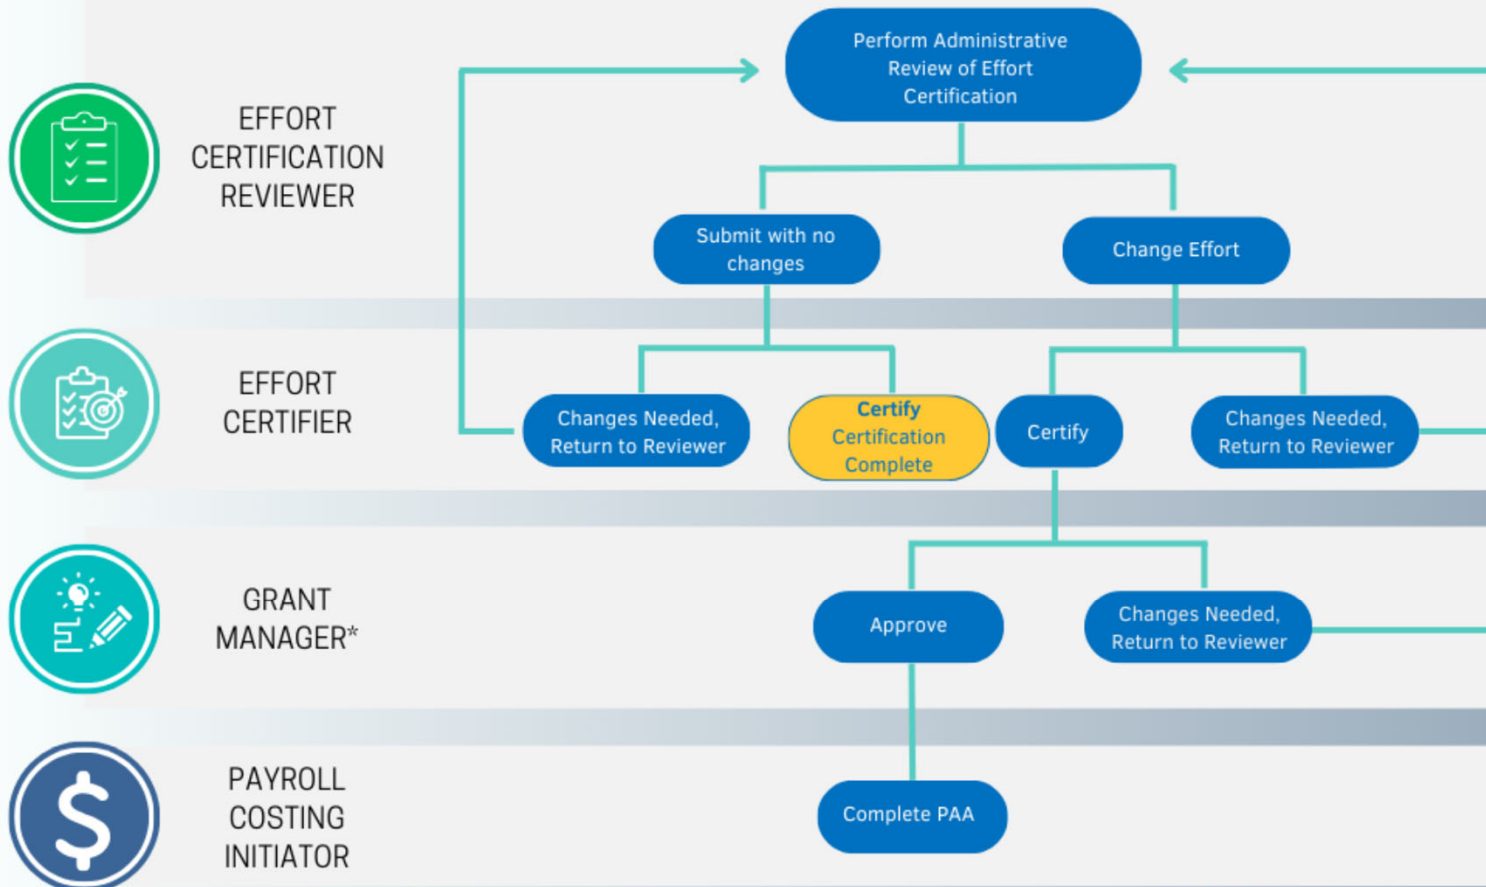 Perform Administrative
Review of Effort
Certification
EFFORT
CERTIFICATION
REVIEWER
Submit with no
changes
Change Effort
EFFORT
CERTIFIER
Changes Needed,
Return to Reviewer
Certify
Certification
Complete
Certify
Changes Needed,
Return to Reviewer
GRANT
MANAGER*
Approve
Changes Needed,
Return to Reviewer
$
PAYROLL
COSTING
INITIATOR
Complete PAA